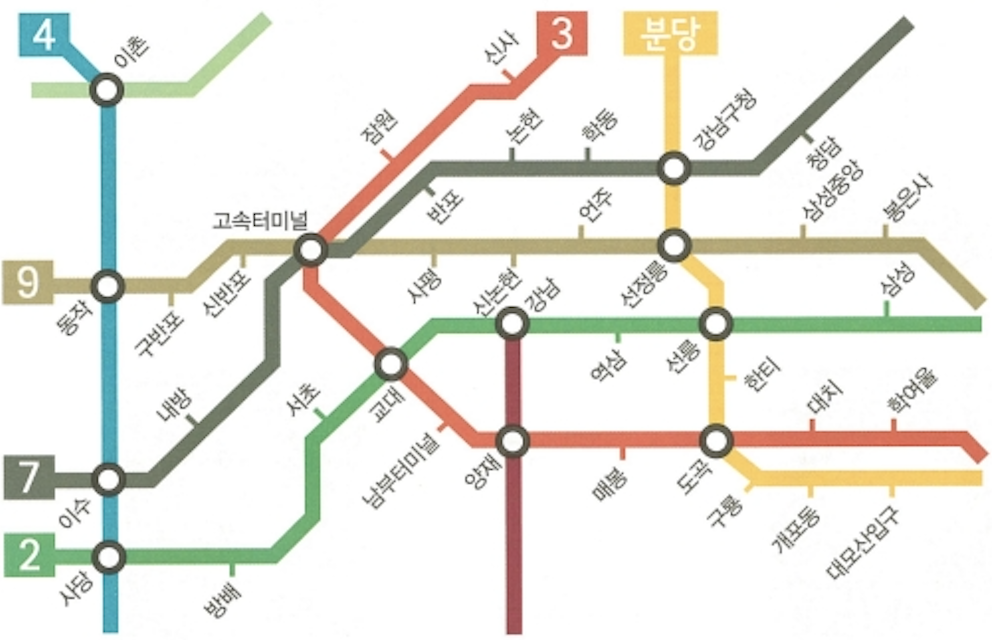 4
이촌
신사
3
분당
잠원
논현
학동
강남구청
청담
반포
고속터미널
언주
삼성중앙
봉은사
9
동작
구반포
신반포
사평
신논현
강남
선정릉
삼성
역삼
선릉
한티
내방
서초
교대
대치
학여울
남부터미널
양재
매봉
도곡
7
이수
구룡
개포동
대모산입구
2
사당
방배